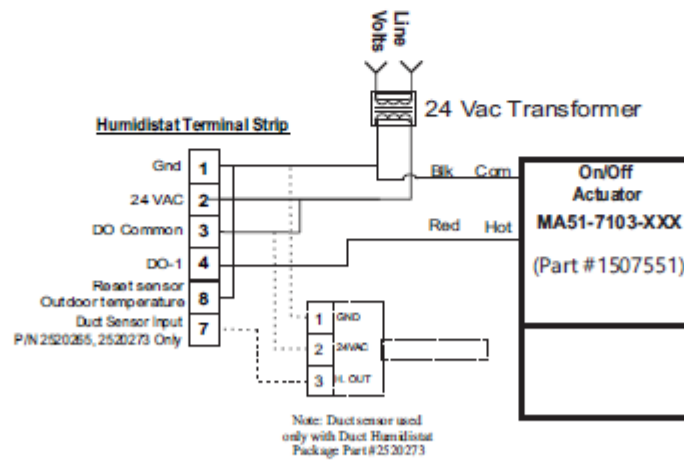 Line
Volts
24 Vac Transformer
Humidistat Terminal Strip
Gnd 1
24 VAC 2
DO Common 3
DO-1 4
Reset sensor
Outdoor temperature 8
Duct Sensor Input 7
P/N 2520265, 2520273 Only
Blk Com
Red Hot
On/Off
Actuator
MA51-7103-XXX
(Part #1507551)
1 GND
2 24VAC
3 H. OUT
Note: Duct sensor used
only with Duct Humidistat
Package Part #2520273